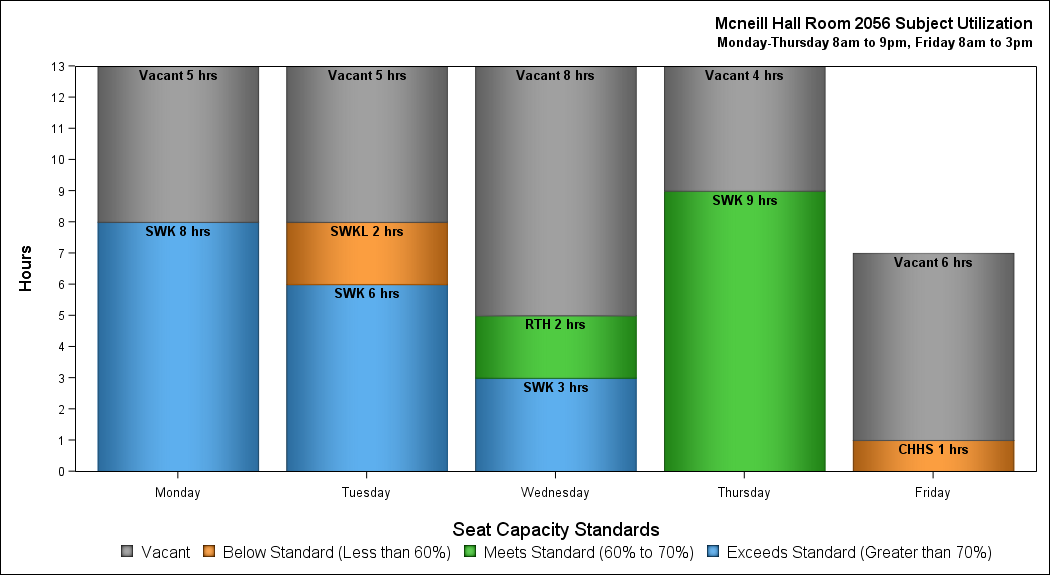 Mcneill Hall Room 2056 Subject Utilization
Monday-Thursday 8am to 9pm, Friday 8am to 3pm
13
12
11
10
9
8
7
6
5
4
3
2
1
0
Hours
Vacant 5 hrs
SWK 8 hrs
Vacant 5 hrs
SWKL 2 hrs
SWK 6 hrs
Vacant 8 hrs
RTH 2 hrs
SWK 3 hrs
Vacant 4 hrs
SWK 9 hrs
Vacant 6 hrs
CHHS 1 hrs
Monday
Tuesday
Wednesday
Thursday
Friday
Seat Capacity Standards
Vacant
Below Standard (Less than 60%)
Meets Standard (60% to 70%)
Exceeds Standard (Greater than 70%)